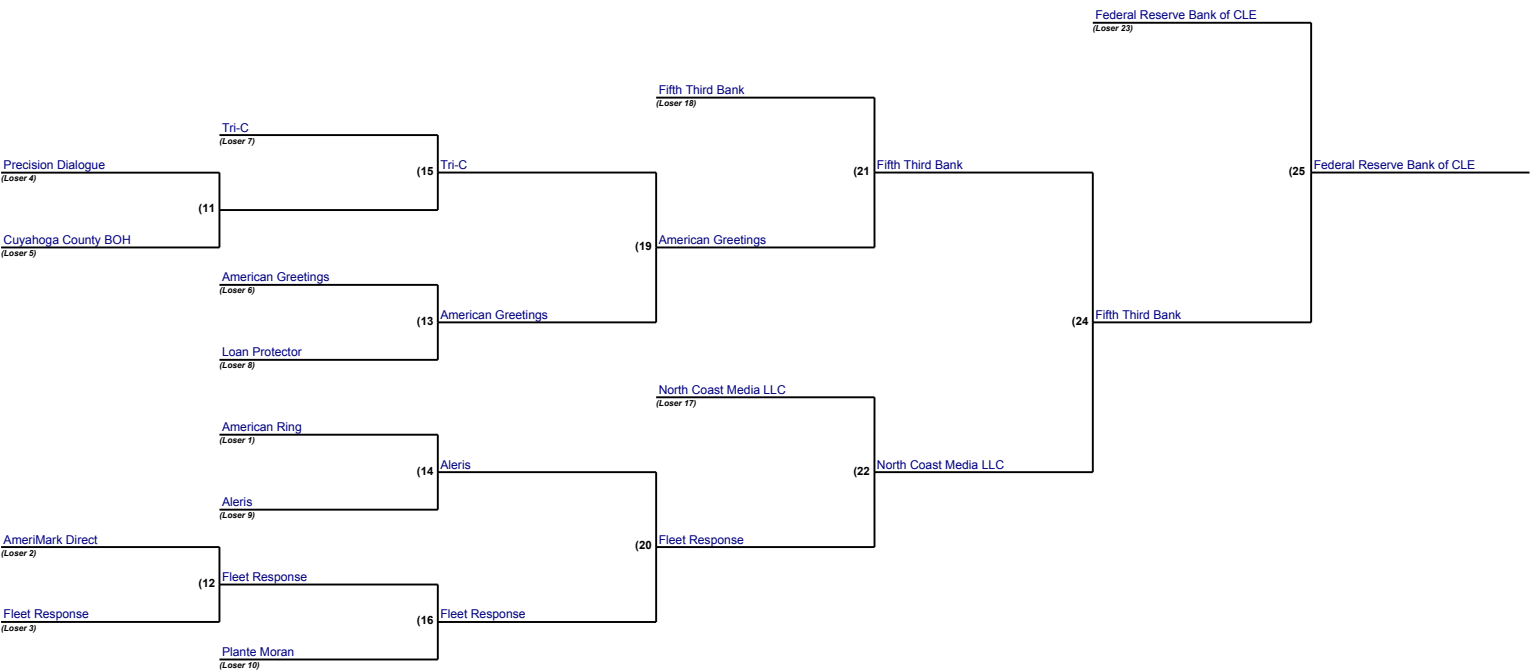 Federal Reserve Bank of CLE
(Loser 23)
Fifth Third Bank
(Loser 18)
Tri-C
(Loser 7)
Precision Dialogue
(Loser 4)
(15
Tri-C
(21
Fifth Third Bank
(25
Federal Reserve Bank of CLE
(11
Cuyahoga County BOH
(Loser 5)
(19
American Greetings
American Greetings
(Loser 6)
(13
American Greetings
(24
Fifth Third Bank
Loan Protector
(Loser 8)
North Coast Media LLC
(Loser 17)
American Ring
(Loser 1)
(14
Aleris
(22
North Coast Media LLC
Aleris
(Loser 9)
AmeriMark Direct
(Loser 2)
(20
Fleet Response
(12
Fleet Response
Fleet Response
(Loser 3)
(16
Fleet Response
Plante Moran
(Loser 10)